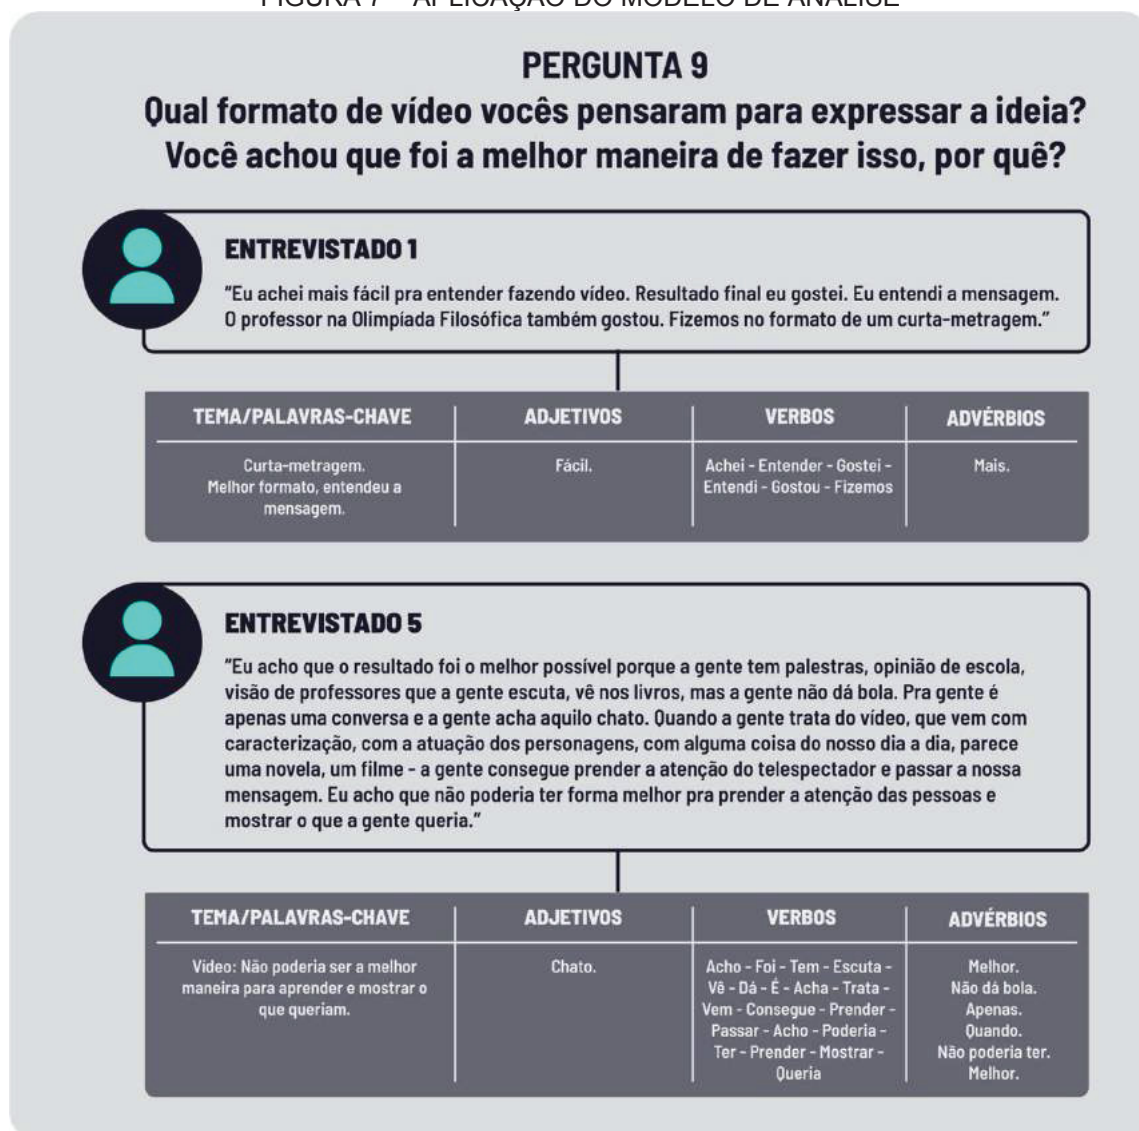 FIGURA 7 – APLICAÇÃO DO MODELO DE ANÁLISE
PERGUNTA 9
Qual formato de vídeo vocês pensaram para expressar a ideia?
Você achou que foi a melhor maneira de fazer isso, por quê?
ENTREVISTADO 1
"Eu achei mais fácil pra entender fazendo vídeo. Resultado final eu gostei. Eu entendi a mensagem.
O professor na Olimpíada Filosófica também gostou. Fizemos no formato de um curta-metragem."
TEMA/PALAVRAS-CHAVE
Curta-metragem.
Melhor formato, entendeu a
mensagem.
ADJETIVOS
Fácil.
VERBOS
Achei - Entender - Gostei -
Entendi - Gostou - Fizemos
ADVÉRBIOS
Mais.
ENTREVISTADO 5
"Eu acho que o resultado foi o melhor possível porque a gente tem palestras, opinião de escola,
visão de professores que a gente escuta, vê nos livros, mas a gente não dá bola. Pra gente é
apenas uma conversa e a gente acha aquilo chato. Quando a gente trata do vídeo, que vem com
caracterização, com a atuação dos personagens, com alguma coisa do nosso dia a dia, parece
uma novela, um filme - a gente consegue prender a atenção do telespectador e passar a nossa
mensagem. Eu acho que não poderia ter forma melhor pra prender a atenção das pessoas e
mostrar o que a gente queria."
TEMA/PALAVRAS-CHAVE
Vídeo: Não poderia ser a melhor
maneira para aprender e mostrar o
que queriam.
ADJETIVOS
Chato.
VERBOS
Acho - Foi - Tem - Escuta -
Vê - Dá - É - Acha - Trata -
Vem - Consegue - Prender -
Passar - Acho - Poderia -
Ter - Prender - Mostrar -
Queria
ADVÉRBIOS
Melhor.
Não dá bola.
Apenas.
Quando.
Não poderia ter.
Melhor.